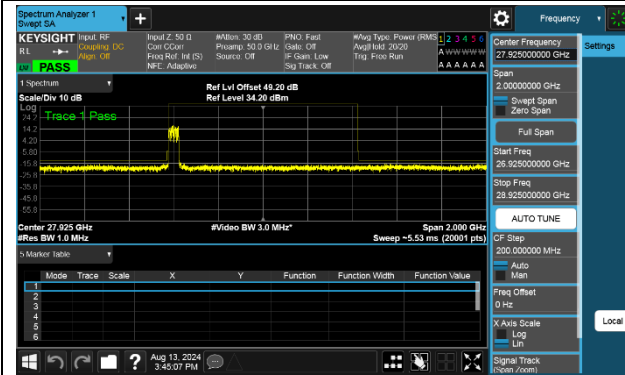 Spectrum Analyzer 1
Swept SA
Frequency
Settings
KEYSIGHT
RL
PASS
Input: RF
Coupling: DC
Align: Off
Input Z: 50 Ω
Corr CCorr
Freq Ref: Int (S)
NFE: Adaptive
#Atten: 30 dB
Preamp: 50.0 GHz
Source: Off
PNO: Fast
Gate: Off
IF Gain: Low
Sig Track: Off
#Avg Type: Power (RMS
Avg|Hold: 20/20
Trig: Free Run
1 2 3 4 5 6
A W W W W W
A A A A A A
1 Spectrum
Scale/Div 10 dB
Ref Lvl Offset 49.20 dB
Ref Level 34.20 dBm
Log
Trace 1 Pass
24.2
14.2
4.20
-5.80
-15.8
-25.8
-35.8
-45.8
-55.8
Center 27.925 GHz
#Res BW 1.0 MHz
#Video BW 3.0 MHz*
Span 2.000 GHz
Sweep ~5.53 ms (20001 pts)
5 Marker Table
Mode Trace Scale X Y Function Function Width Function Value
1
2
3
4
5
6
Aug 13, 2024
3:45:07 PM
Center Frequency
27.925000000 GHz
Span
2.00000000 GHz
Swept Span
Zero Span
Full Span
Start Freq
26.925000000 GHz
Stop Freq
28.925000000 GHz
AUTO TUNE
CF Step
200.000000 MHz
Auto
Man
Freq Offset
0 Hz
X Axis Scale
Log
Lin
Signal Track
(Span Zoom)
Local